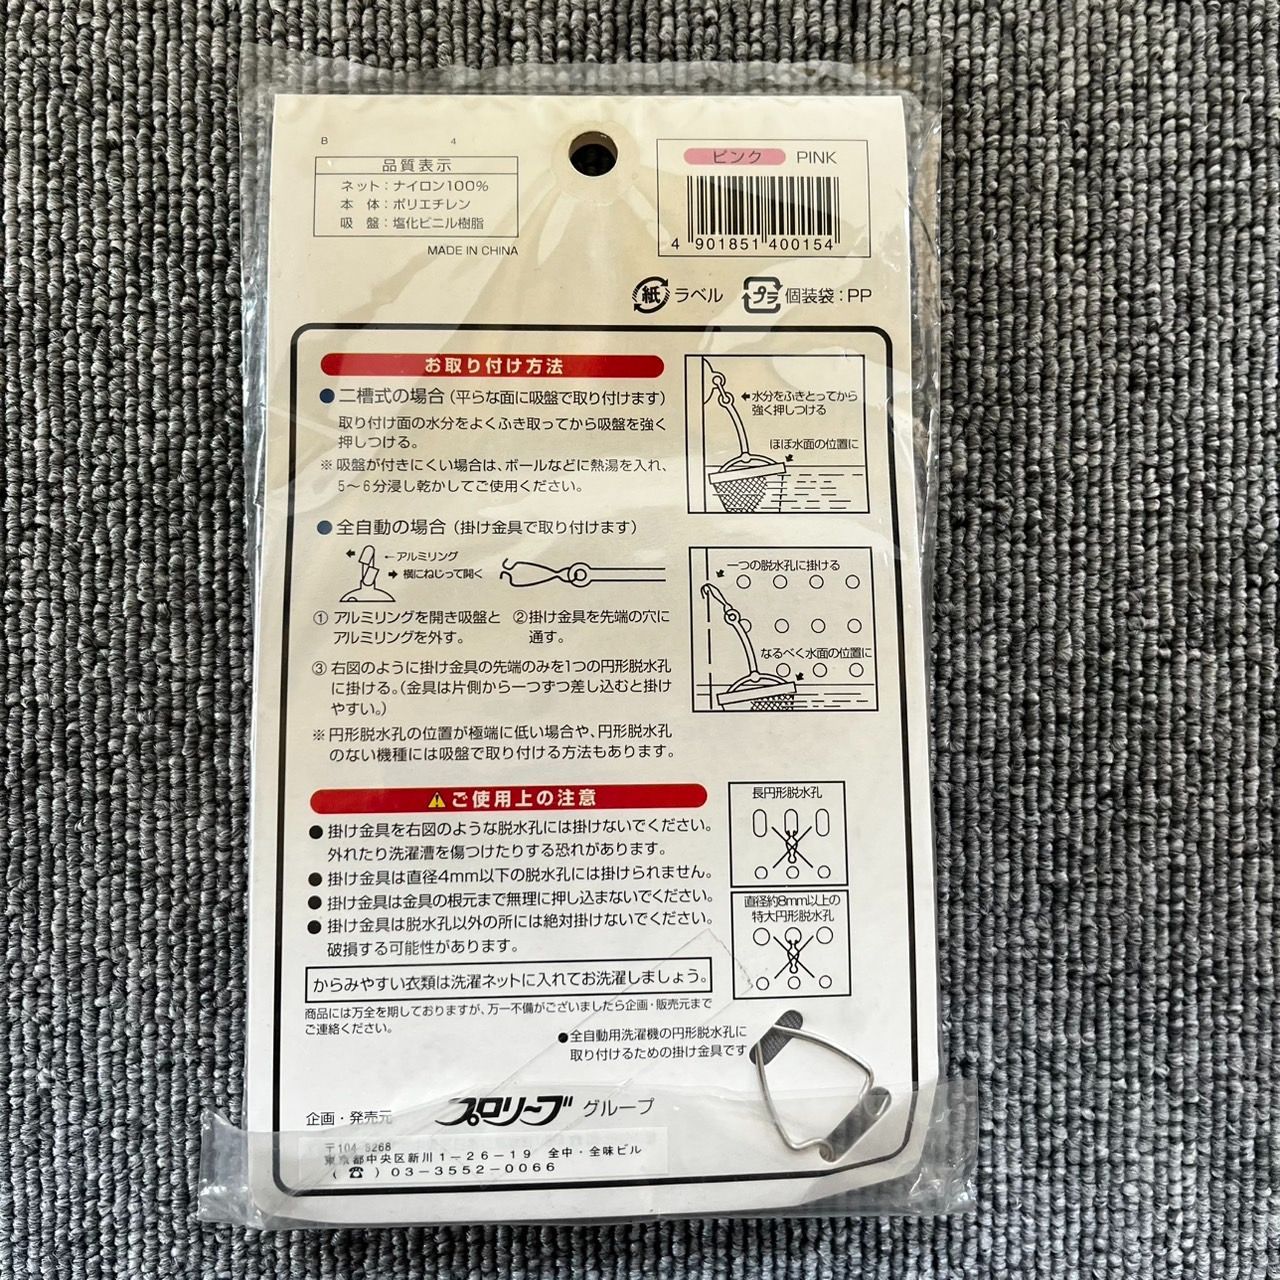 B 4
品質表示
ネット：ナイロン100％
本　体：ポリエチレン
吸　盤：塩化ビニル樹脂
MADE IN CHINA
ピンク PINK
4 901851 400154
紙 ラベル プラ 個装袋：PP
お取り付け方法
●二槽式の場合（平らな面に吸盤で取り付けます）
取り付け面の水分をよくふき取ってから吸盤を強く
押しつける。
※吸盤が付きにくい場合は、ボールなどに熱湯を入れ、
5〜6分浸し乾かしてご使用ください。
←水分をふきとってから
強く押しつける
ほぼ水面の位置に
●全自動の場合（掛け金具で取り付けます）
←アルミリング
→横にねじって開く
①アルミリングを開き吸盤と
アルミリングを外す。
②掛け金具を先端の穴に
通す。
③右図のように掛け金具の先端のみを1つの円形脱水孔
に掛ける。（金具は片側から一つずつ差し込むと掛け
やすい。）
※円形脱水孔の位置が極端に低い場合や、円形脱水孔
のない機種には吸盤で取り付ける方法もあります。
一つの脱水孔に掛ける
なるべく水面の位置に
⚠ご使用上の注意
●掛け金具を右図のような脱水孔には掛けないでください。
外れたり洗濯漕を傷つけたりする恐れがあります。
●掛け金具は直径4mm以下の脱水孔には掛けられません。
●掛け金具は金具の根元まで無理に押し込まないでください。
●掛け金具は脱水孔以外の所には絶対掛けないでください。
破損する可能性があります。
長円形脱水孔
直径約8mm以上の
特大円形脱水孔
からみやすい衣類は洗濯ネットに入れてお洗濯しましょう。
商品には万全を期しておりますが、万一不備がございましたら企画・販売元まで
ご連絡ください。
●全自動用洗濯機の円形脱水孔に
取り付けるための掛け金具です
企画・発売元 プロリーブ グループ
〒104-8268
東京都中央区新川1－26－19　全中・全味ビル
（☎）03－3552－0066